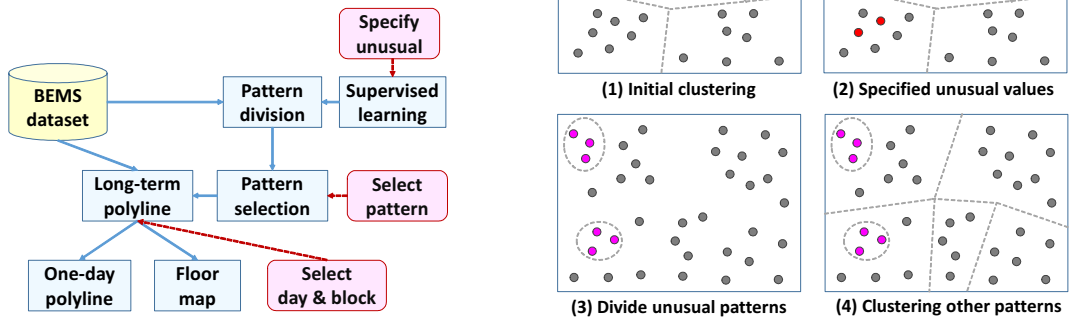 Specify
unusual
BEMS
dataset
Pattern
division
Supervised
learning
Long-term
polyline
Pattern
selection
Select
pattern
One-day
polyline
Floor
map
Select
day & block
(1) Initial clustering
(2) Specified unusual values
(3) Divide unusual patterns
(4) Clustering other patterns